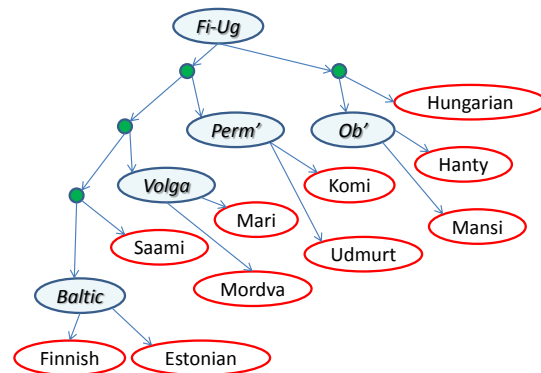 Fi-Ug
Hungarian
Perm’
Ob’
Hanty
Volga
Komi
Mari
Mansi
Saami
Udmurt
Mordva
Baltic
Finnish
Estonian